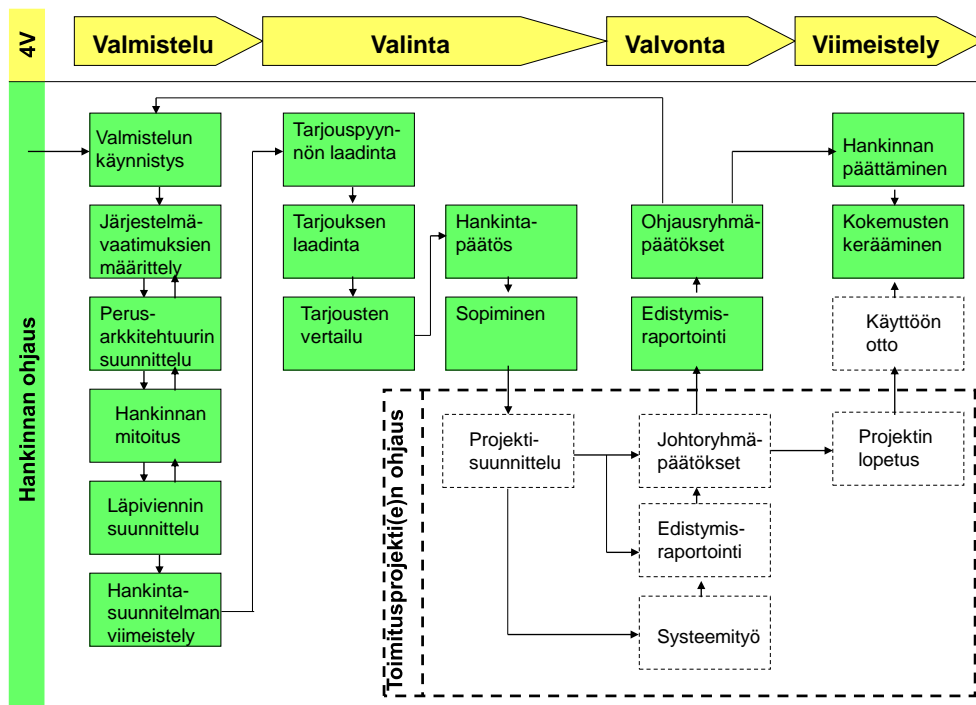 4V
Valmistelu
Valinta
Valvonta
Viimeistely
Hankinnan ohjaus
Valmistelun
käynnistys
Järjestelmä-
vaatimuksien
määrittely
Perus-
arkkitehtuurin
suunnittelu
Hankinnan
mitoitus
Läpiviennin
suunnittelu
Hankinta-
suunnitelman
viimeistely
Tarjouspyyn-
nön laadinta
Tarjouksen
laadinta
Tarjousten
vertailu
Hankinta-
päätös
Sopiminen
Ohjausryhmä-
päätökset
Edistymis-
raportointi
Hankinnan
päättäminen
Kokemusten
kerääminen
Käyttöön
otto
Toimitusprojekti(e)n ohjaus
Projekti-
suunnittelu
Johtoryhmä-
päätökset
Edistymis-
raportointi
Systeemityö
Projektin
lopetus